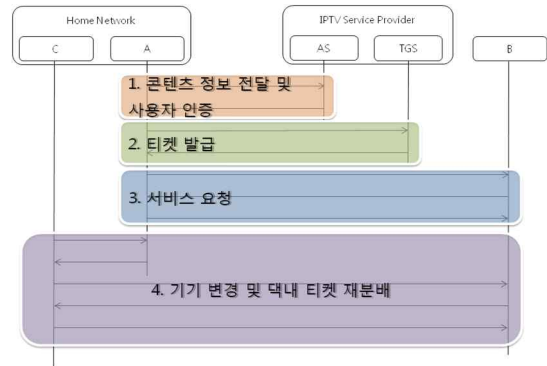 Home Network
IPTV Service Provider
C
A
AS
TGS
B
1. 콘텐츠 정보 전달 및
사용자 인증
2. 티켓 발급
3. 서비스 요청
4. 기기 변경 및 댁내 티켓 재분배